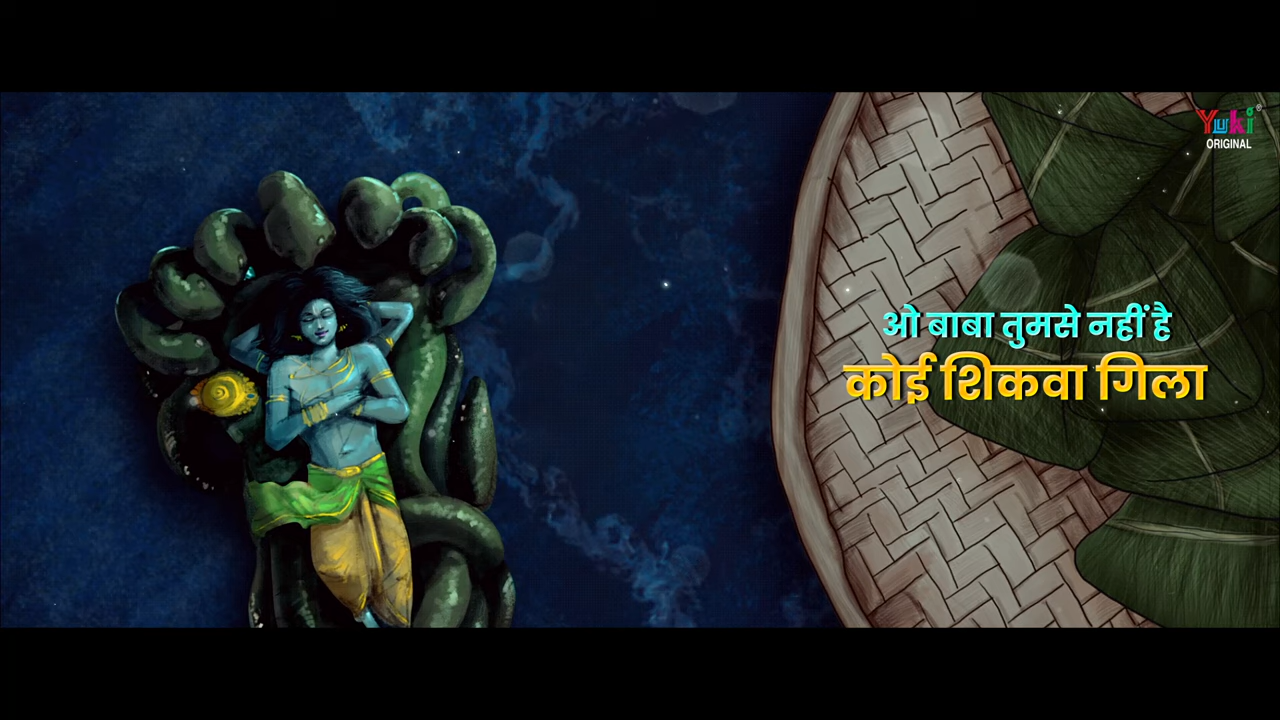 Yuki®
ORIGINAL
ओ बाबा तुमसे नहीं है
कोई शिकवा गिला